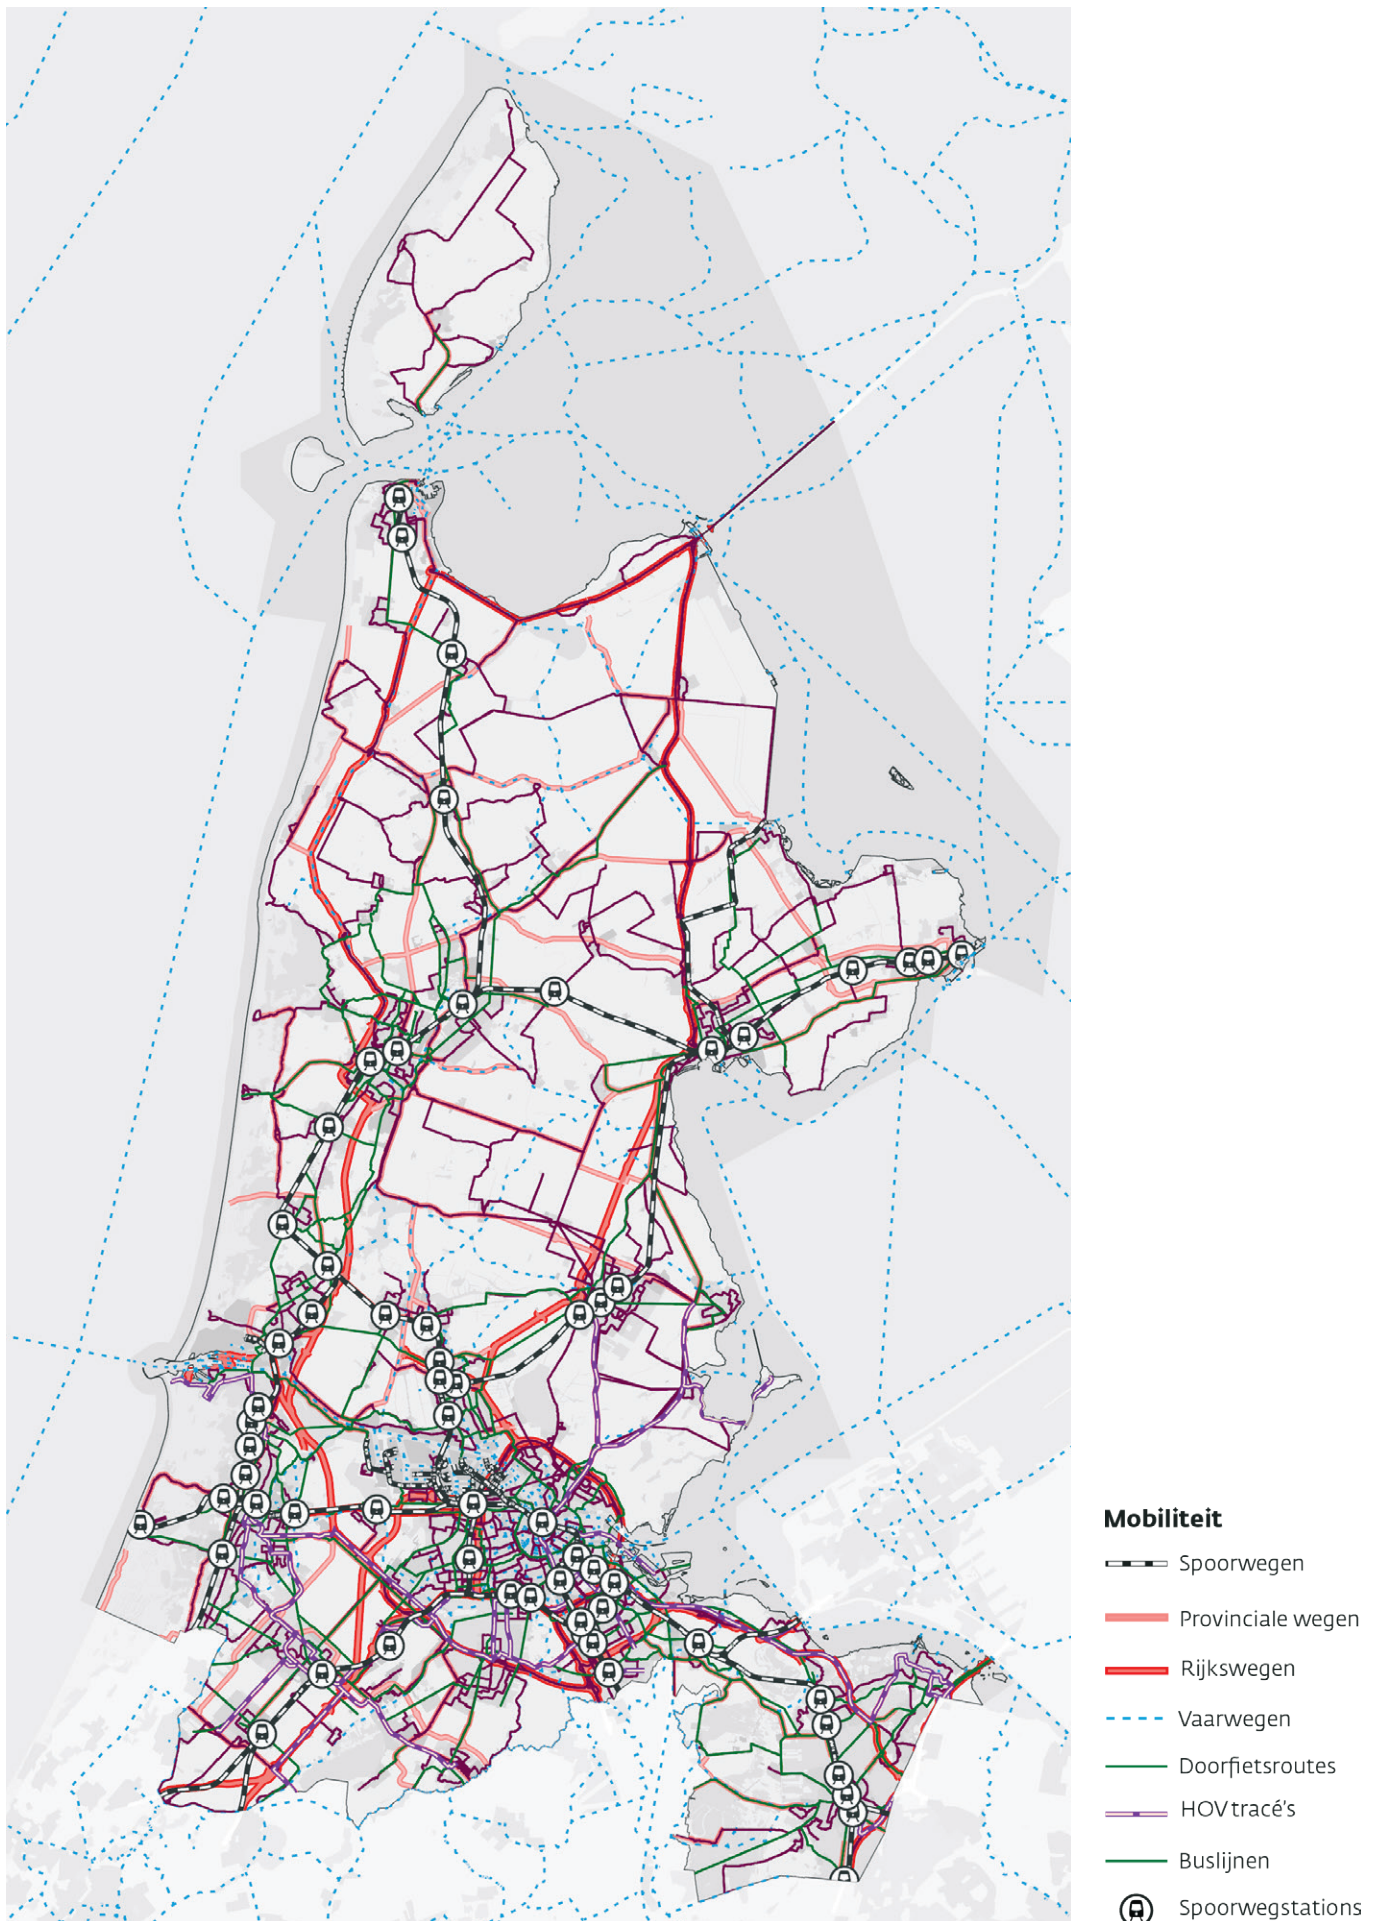 Mobiliteit
Spoorwegen
Provinciale wegen
Rijkswegen
Vaarwegen
Doorfietsroutes
HOV tracé's
Buslijnen
Spoorwegstations